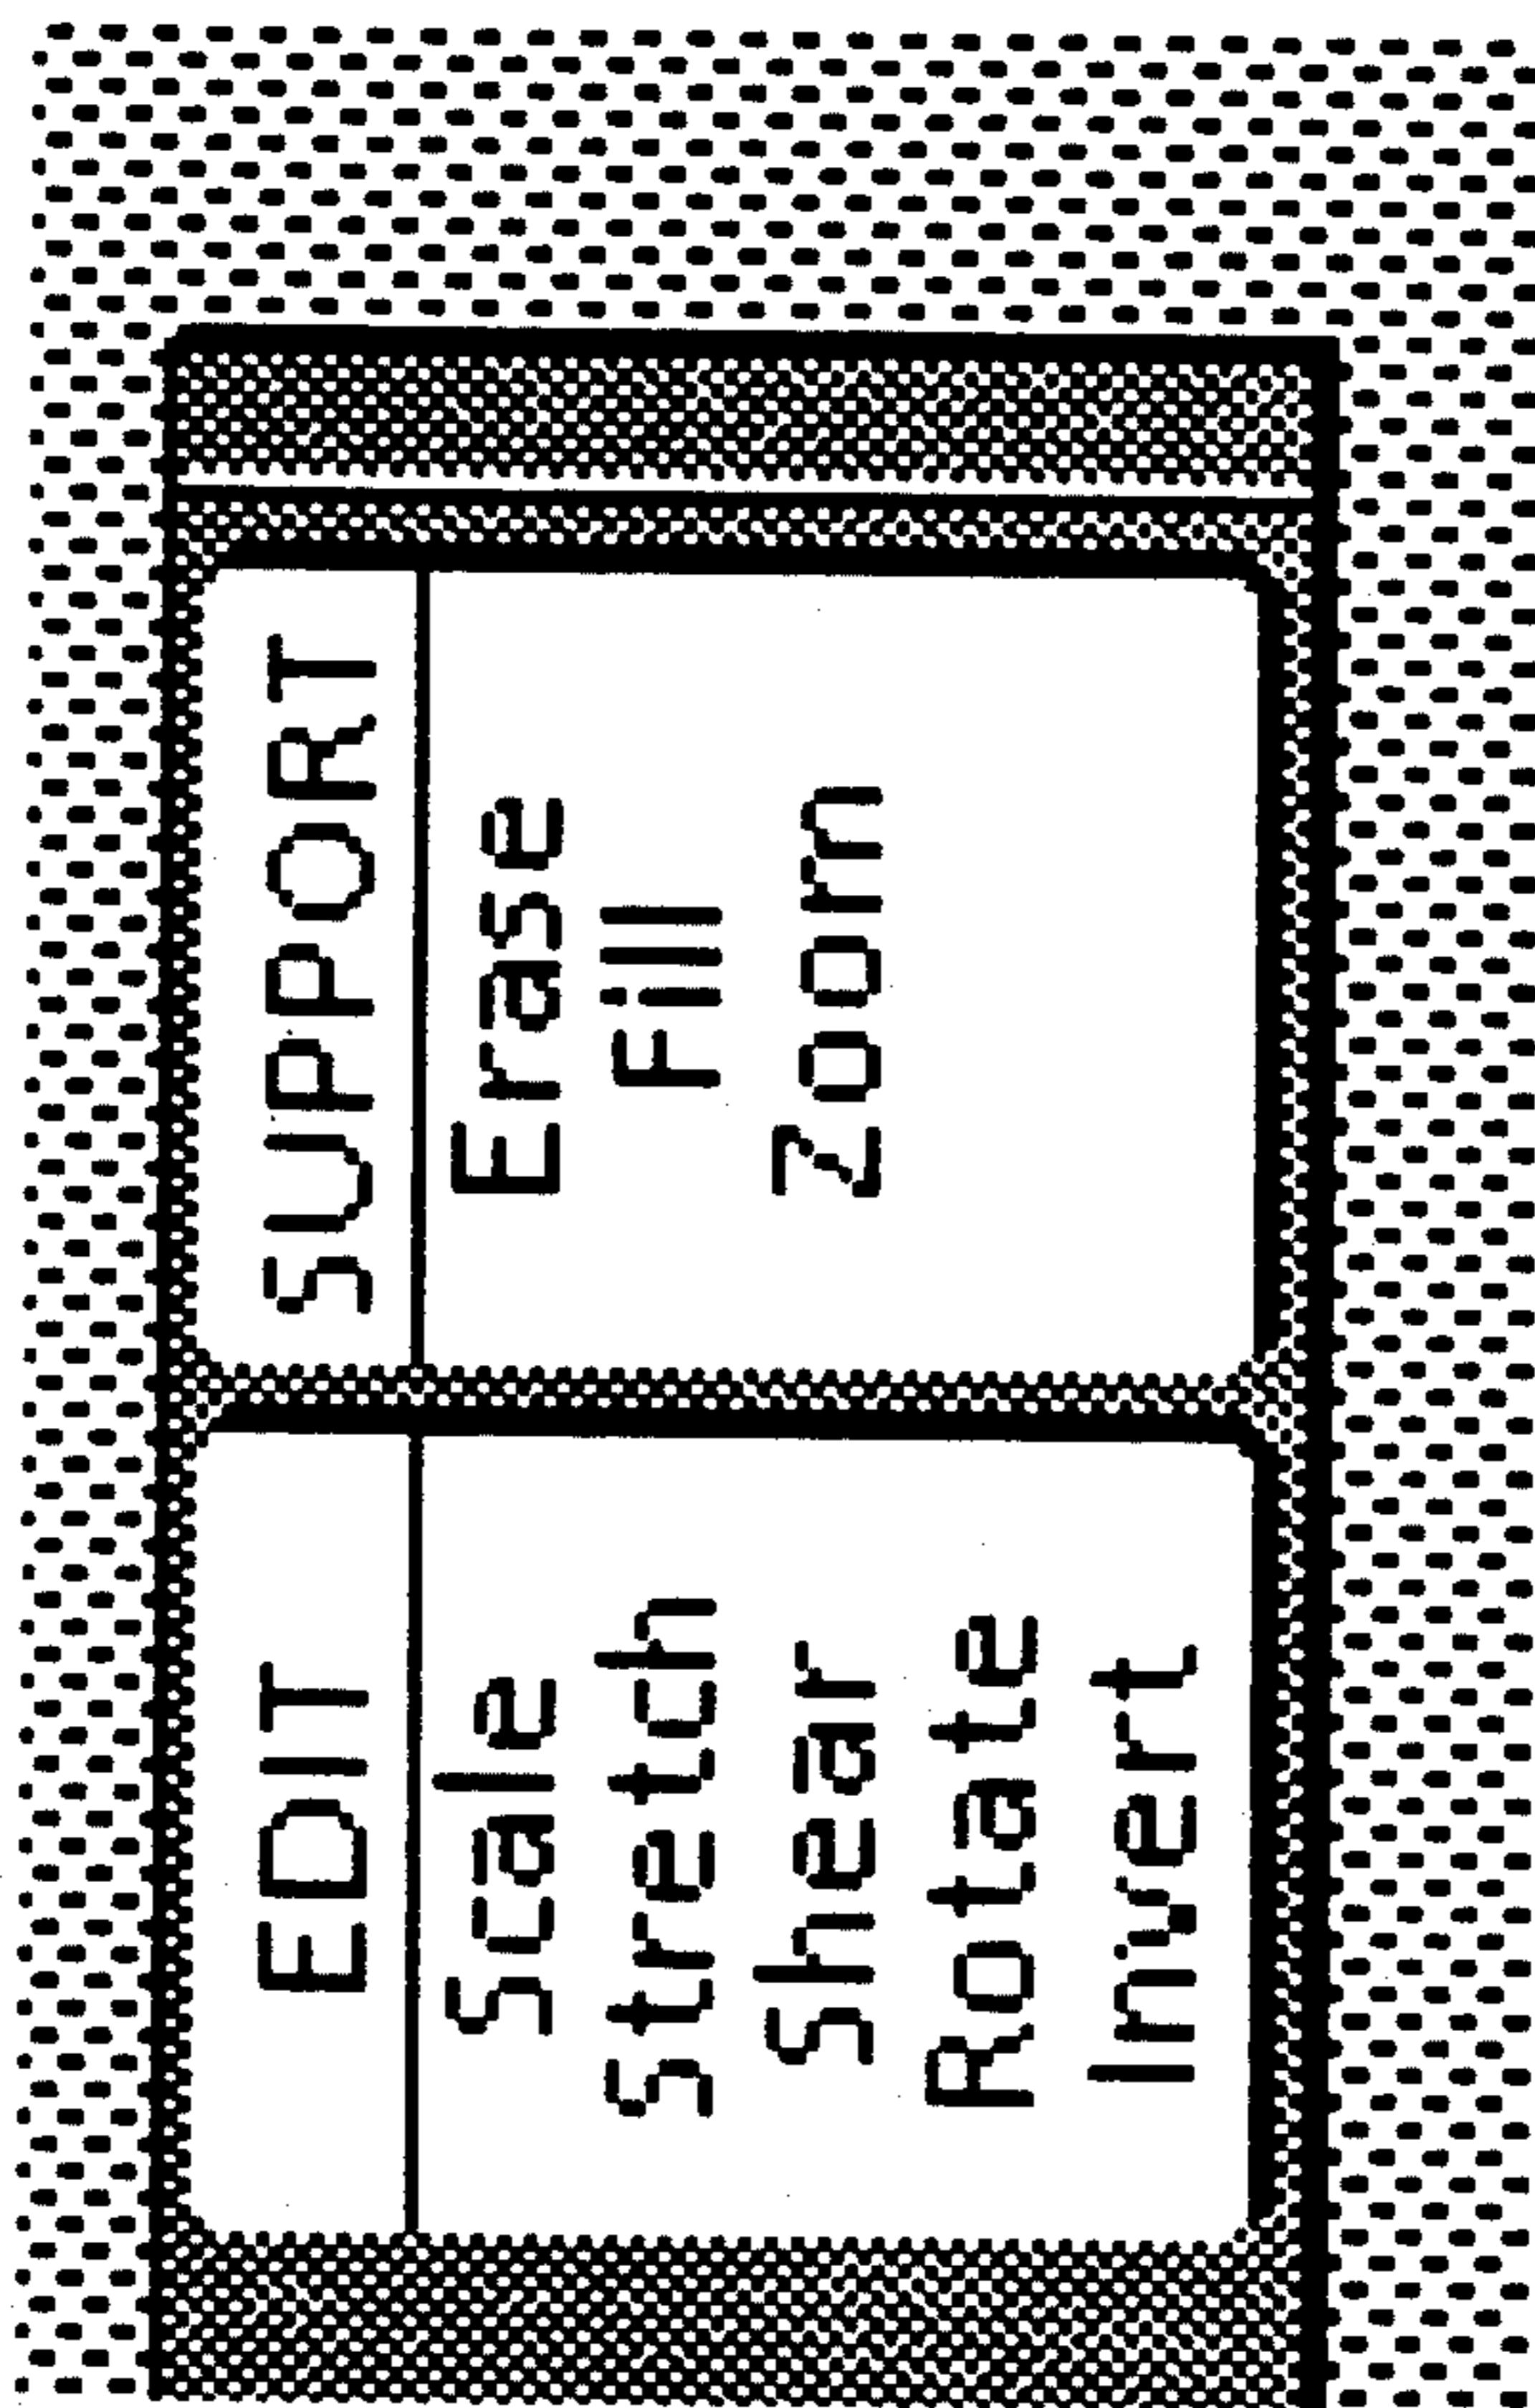 EDIT
Scale
Stretch
Shear
Rotate
Invert
SUPPORT
Erase
Fill
Zoom